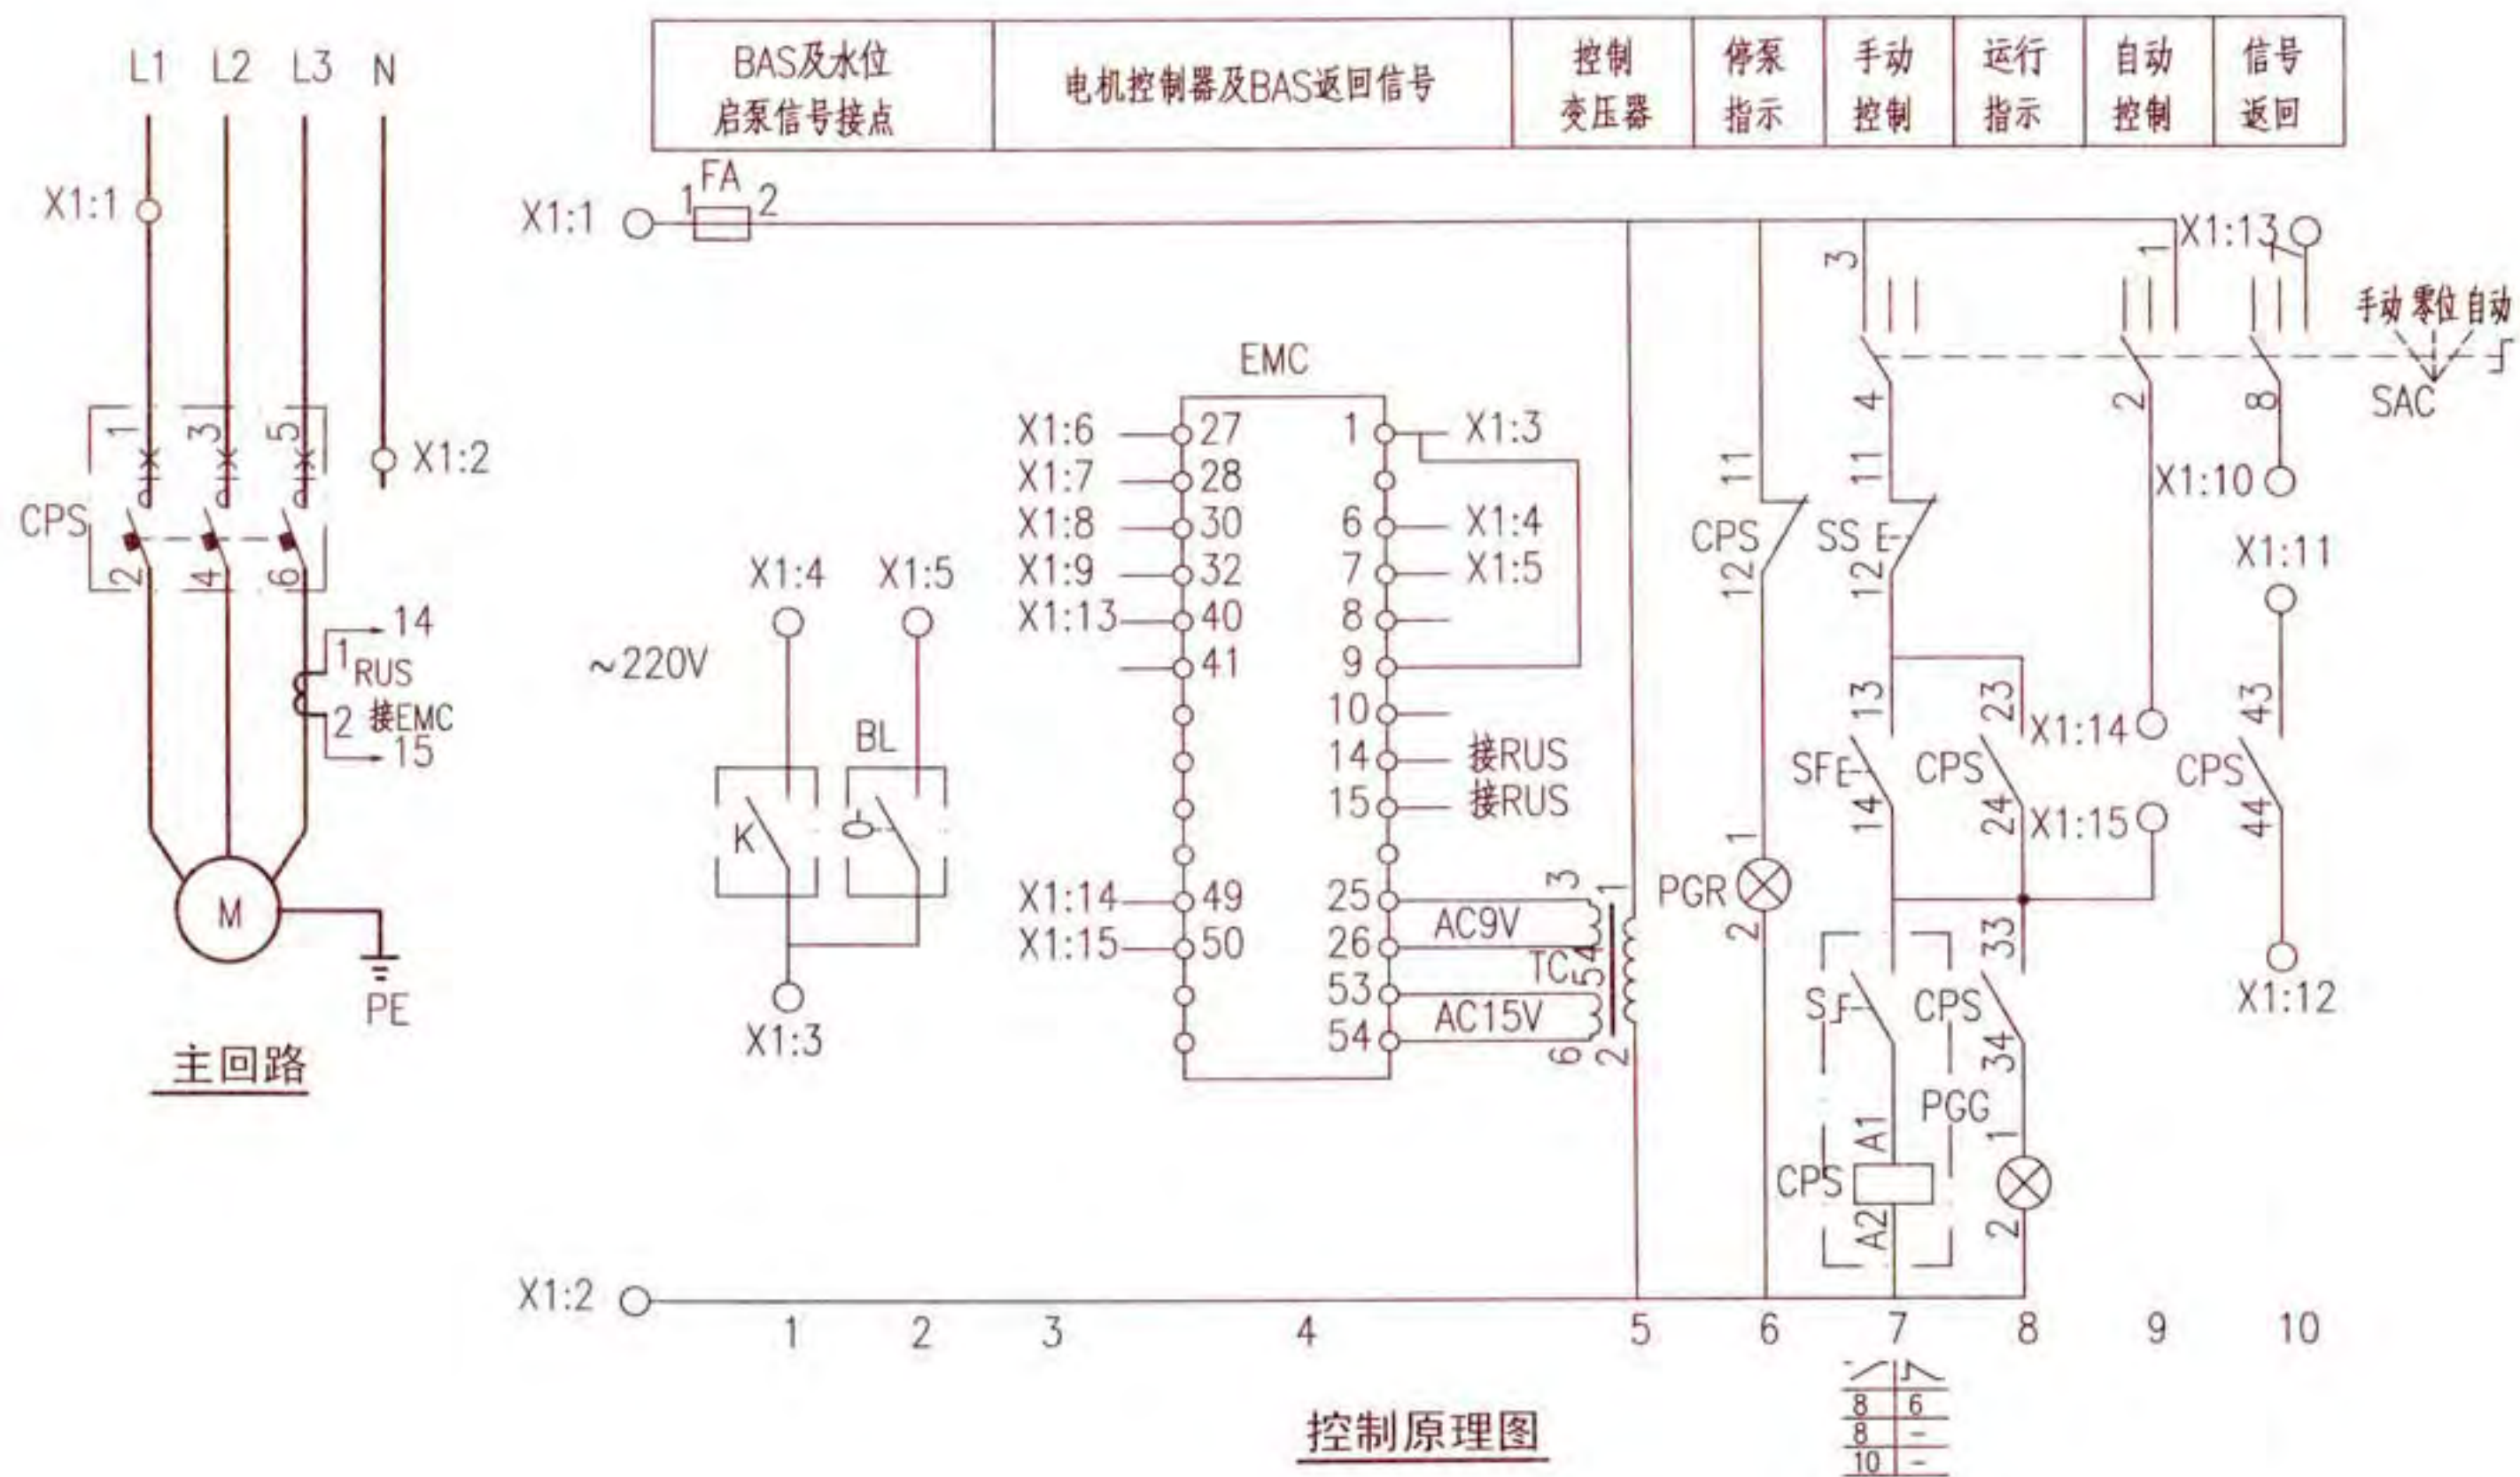 BAS及水位
启泵信号接点
电机控制器及BAS返回信号
控制
变压器
停泵
指示
手动
控制
运行
指示
自动
控制
信号
返回
L1 L2 L3 N
X1:1
1 3 5
X1:2
CPS
2 4 6
14
1 RUS
2 接EMC
15
M
PE
主回路
X1:1 1 FA 2
~220V
X1:4 X1:5
K
BL
X1:3
EMC
X1:6 27
X1:7 28
X1:8 30
X1:9 32
X1:13 40
41
X1:14 49
X1:15 50
1 X1:3
6 X1:4
7 X1:5
8
9
10
14 接RUS
15 接RUS
25
AC9V
26
53
AC15V
54
3 1
TC 5 4
6 2
11
CPS
12
1
PGR
2
3
4
11
SS
12
13
SF
14
23
CPS
24
A1
CPS
A2
33
CPS
34
PGG
1
2
1
2
X1:14
X1:15
X1:13
7
8
X1:10
X1:11
43
CPS
44
X1:12
手动 零位 自动
SAC
X1:2
1 2 3 4 5 6 7 8 9 10
8 6
8 -
10 -
控制原理图